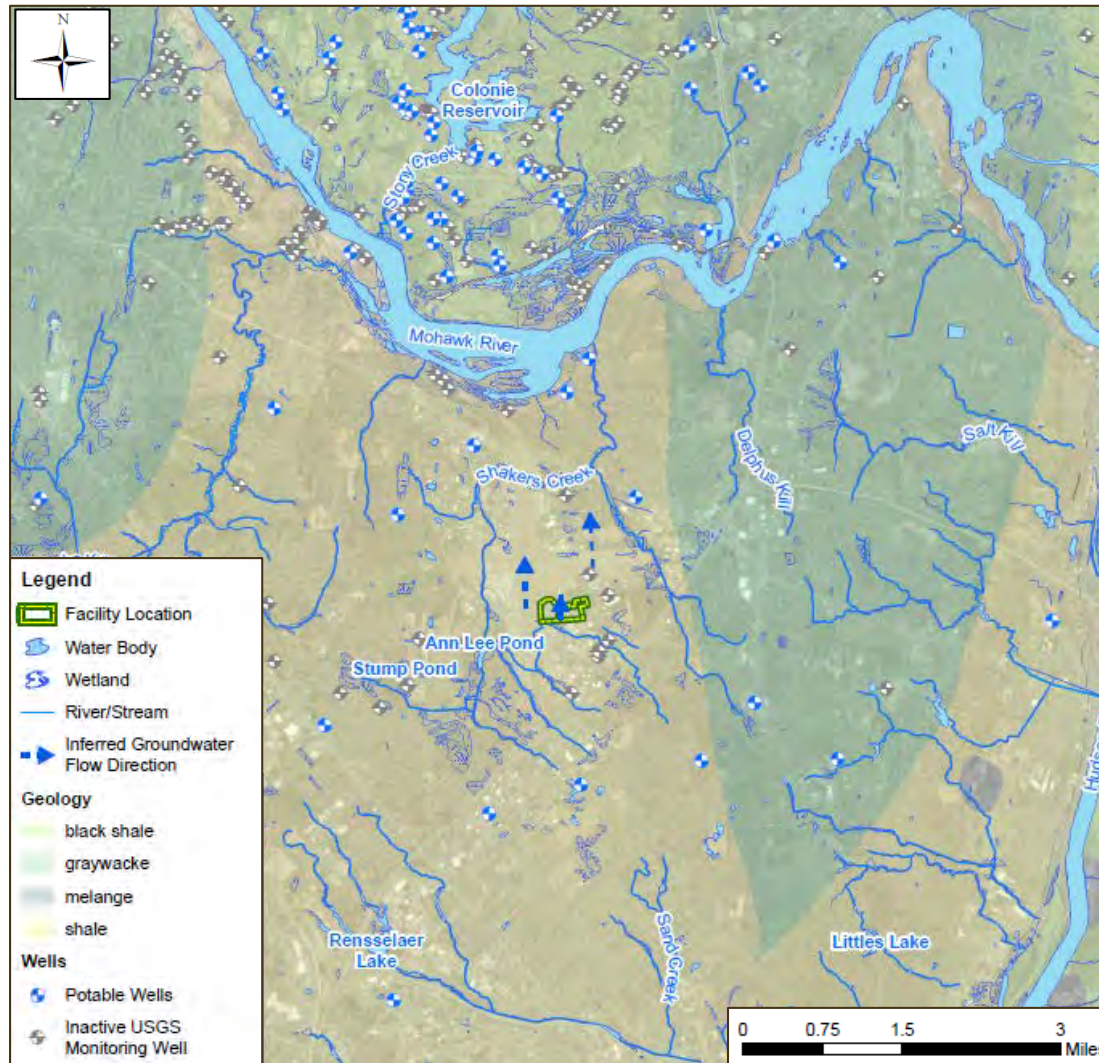 N
Colonie
Reservoir
Story Creek
Mohawk River
Shakers Creek
Delphus Kill
Salt Kill
Ann Lee Pond
Stump Pond
Rensselaer
Lake
Sand Creek
Littles Lake
Legend
Facility Location
Water Body
Wetland
River/Stream
Inferred Groundwater
Flow Direction
Geology
black shale
graywacke
melange
shale
Wells
Potable Wells
Inactive USGS
Monitoring Well
0 0.75 1.5 3
Miles